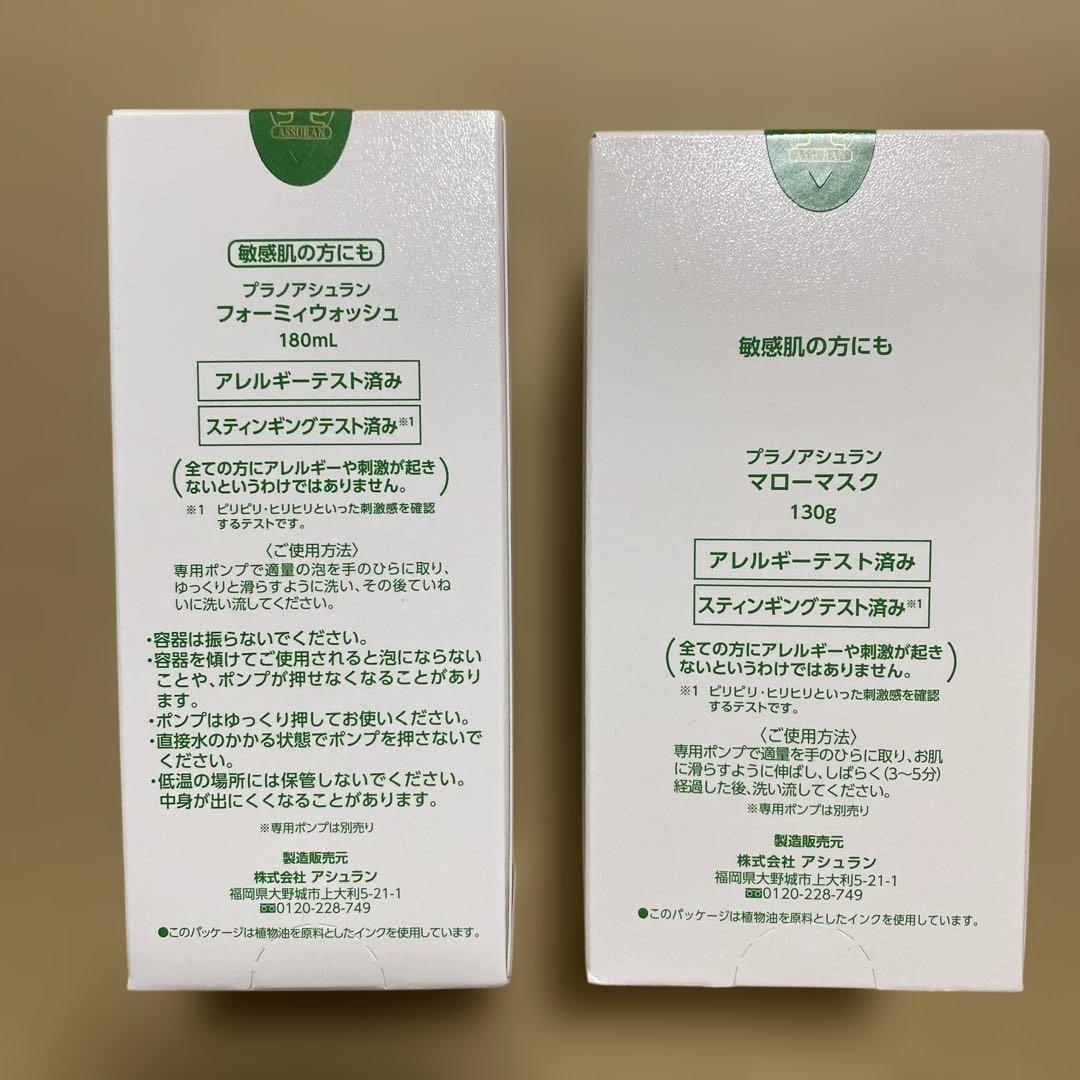 ASSURAN
敏感肌の方にも
プラノアシュラン
フォーミィウォッシュ
180mL
アレルギーテスト済み
スティンギングテスト済み※1
(全ての方にアレルギーや刺激が起き
ないというわけではありません。)
※1 ピリピリ・ヒリヒリといった刺激感を確認
するテストです。
〈ご使用方法〉
専用ポンプで適量の泡を手のひらに取り、
ゆっくりと滑らすように洗い、その後ていね
いに洗い流してください。
・容器は振らないでください。
・容器を傾けてご使用されると泡にならない
ことや、ポンプが押せなくなることがあり
ます。
・ポンプはゆっくり押してお使いください。
・直接水のかかる状態でポンプを押さないで
ください。
・低温の場所には保管しないでください。
中身が出にくくなることがあります。
※専用ポンプは別売り
製造販売元
株式会社 アシュラン
福岡県大野城市上大利5-21-1
0120-228-749
●このパッケージは植物油を原料としたインクを使用しています。
ASSURAN
敏感肌の方にも
プラノアシュラン
マローマスク
130g
アレルギーテスト済み
スティンギングテスト済み※1
(全ての方にアレルギーや刺激が起き
ないというわけではありません。)
※1 ピリピリ・ヒリヒリといった刺激感を確認
するテストです。
〈ご使用方法〉
専用ポンプで適量を手のひらに取り、お肌
に滑らすように伸ばし、しばらく(3～5分)
経過した後、洗い流してください。
※専用ポンプは別売り
製造販売元
株式会社 アシュラン
福岡県大野城市上大利5-21-1
0120-228-749
●このパッケージは植物油を原料としたインクを使用しています。